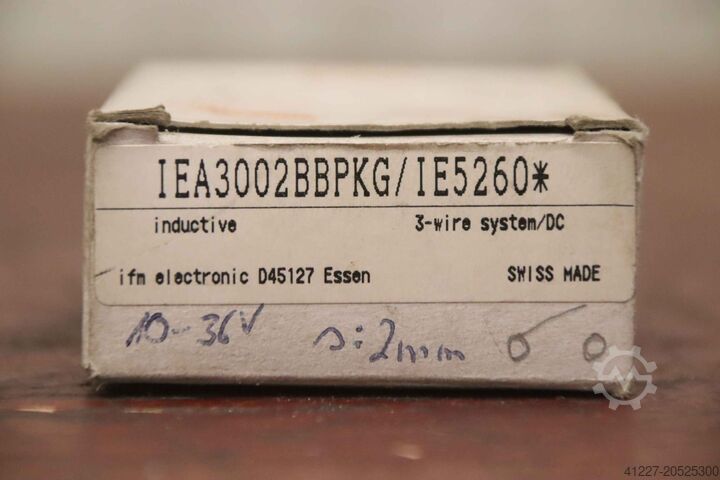 IEA3002BBPKG/IE5260*
inductive 3-wire system/DC
ifm electronic D45127 Essen SWISS MADE
10-36V s:2mm
41227-20525300